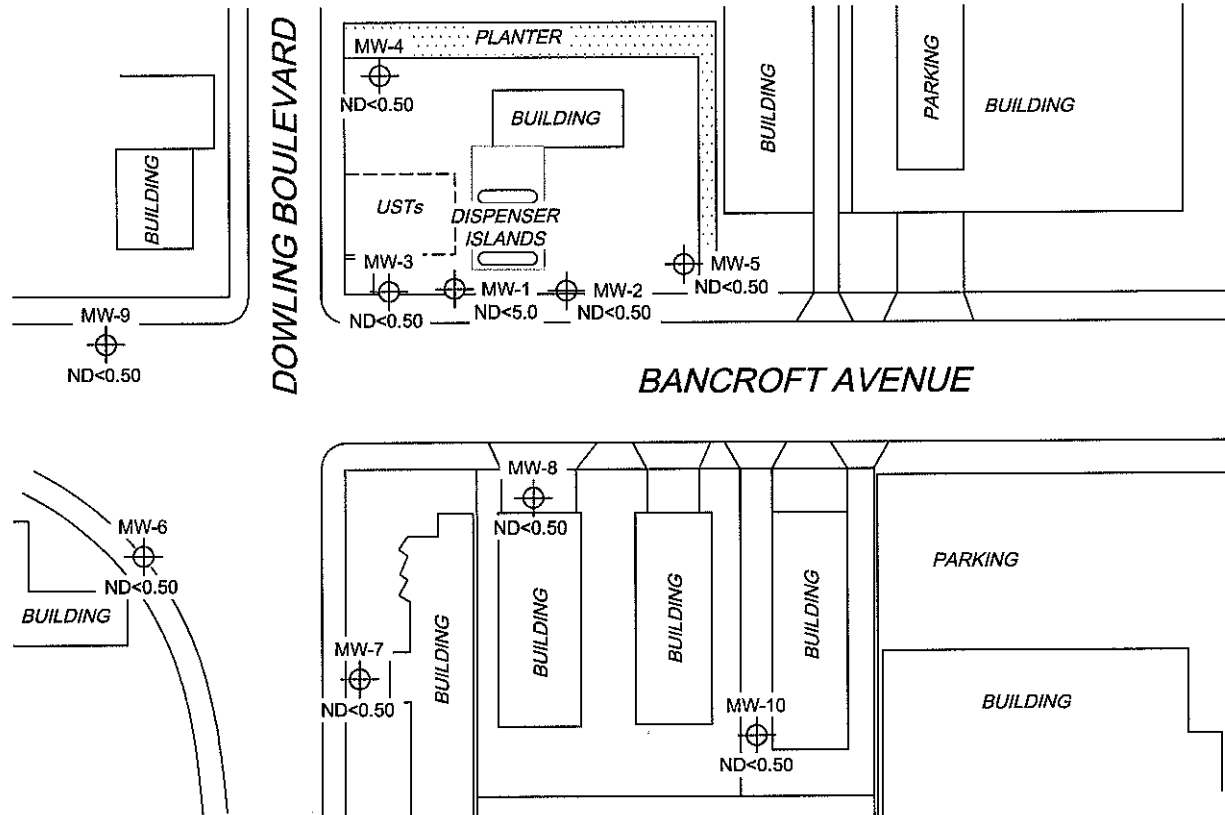 DOWLING BOULEVARD
MW-4
ND<0.50
PLANTER
BUILDING
BUILDING
PARKING
BUILDING
BUILDING
USTs
DISPENSER
ISLANDS
MW-3
ND<0.50
MW-1
ND<5.0
MW-2
ND<0.50
MW-5
ND<0.50
MW-9
ND<0.50
BANCROFT AVENUE
MW-8
ND<0.50
MW-6
ND<0.50
BUILDING
MW-7
ND<0.50
BUILDING
BUILDING
BUILDING
BUILDING
MW-10
ND<0.50
PARKING
BUILDING